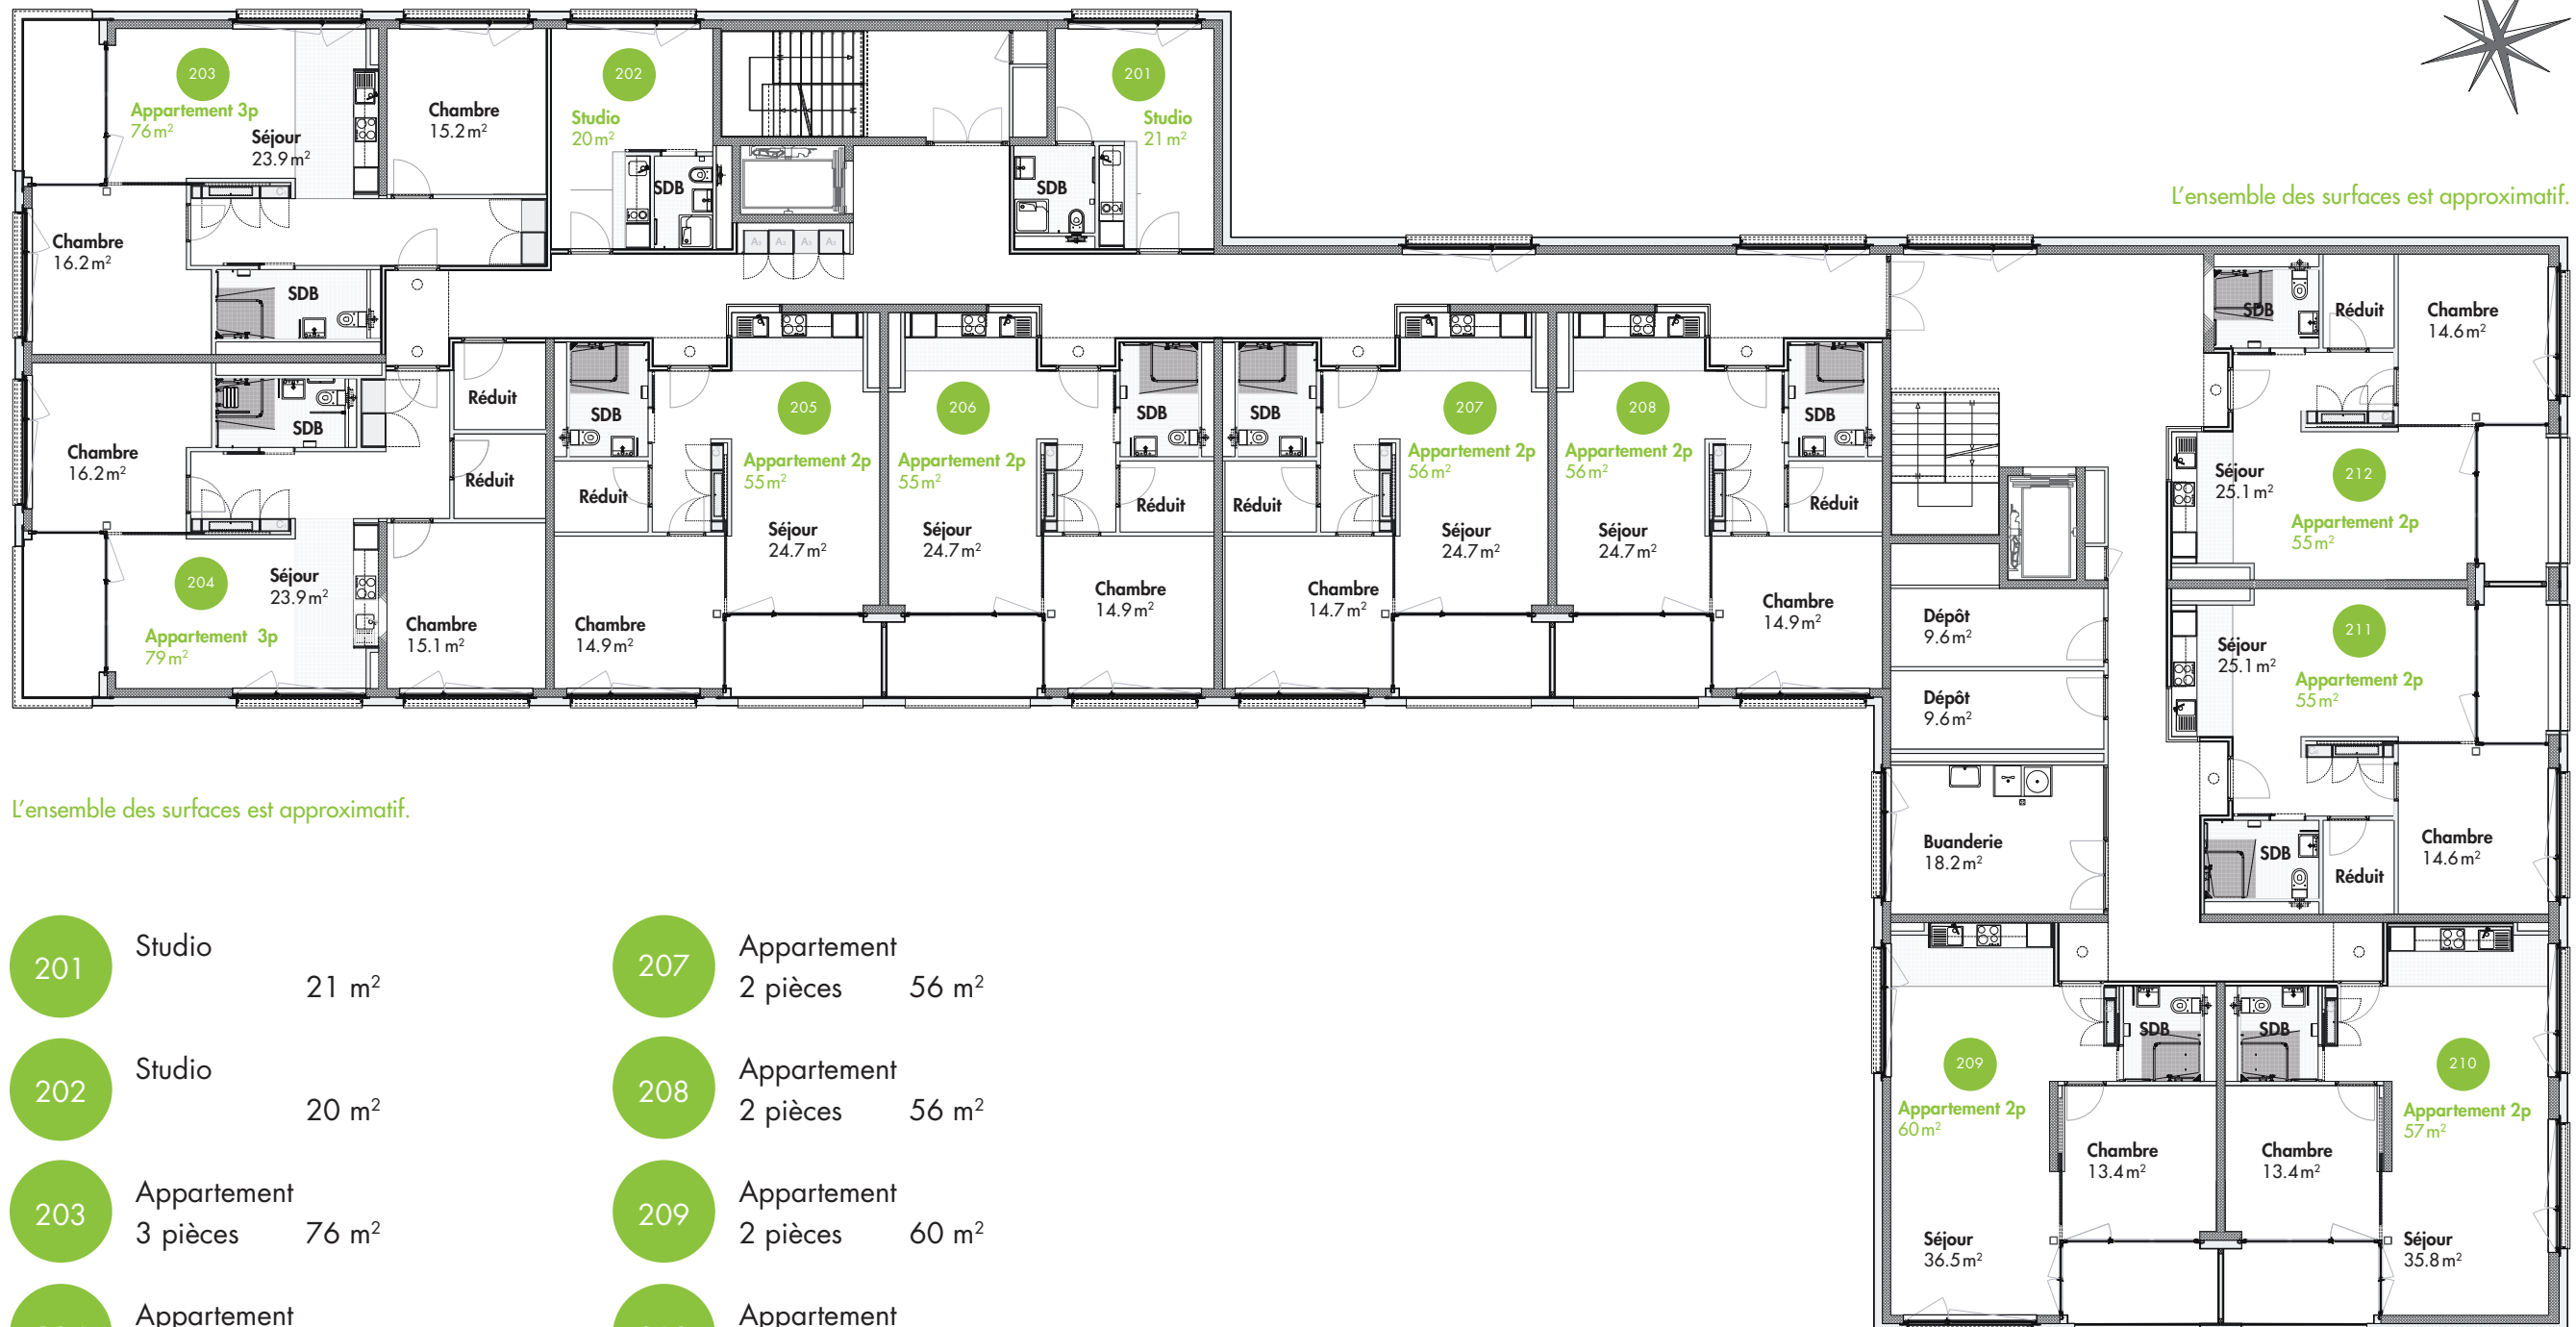 203
Appartement 3p
76 m²
Séjour
23.9 m²
Chambre
15.2 m²
202
Studio
20 m²
SDB
201
Studio
21 m²
SDB
L'ensemble des surfaces est approximatif.
Chambre
16.2 m²
SDB
Chambre
16.2 m²
SDB
Réduit
Réduit
204
Appartement 3p
79 m²
Séjour
23.9 m²
Chambre
15.1 m²
SDB
Réduit
205
Appartement 2p
55 m²
Séjour
24.7 m²
Chambre
14.9 m²
206
Appartement 2p
55 m²
Séjour
24.7 m²
SDB
Réduit
Chambre
14.9 m²
SDB
Réduit
207
Appartement 2p
56 m²
Séjour
24.7 m²
Chambre
14.7 m²
208
Appartement 2p
56 m²
Séjour
24.7 m²
SDB
Réduit
Chambre
14.9 m²
SDB
Réduit
Chambre
14.6 m²
Séjour
25.1 m²
212
Appartement 2p
55 m²
Dépôt
9.6 m²
Dépôt
9.6 m²
Séjour
25.1 m²
211
Appartement 2p
55 m²
Buanderie
18.2 m²
SDB
Réduit
Chambre
14.6 m²
209
Appartement 2p
60 m²
SDB
Chambre
13.4 m²
Séjour
36.5 m²
SDB
Chambre
13.4 m²
210
Appartement 2p
57 m²
Séjour
35.8 m²
L'ensemble des surfaces est approximatif.
201
Studio
21 m²
202
Studio
20 m²
203
Appartement
3 pièces 76 m²
Appartement
207
Appartement
2 pièces 56 m²
208
Appartement
2 pièces 56 m²
209
Appartement
2 pièces 60 m²
Appartement